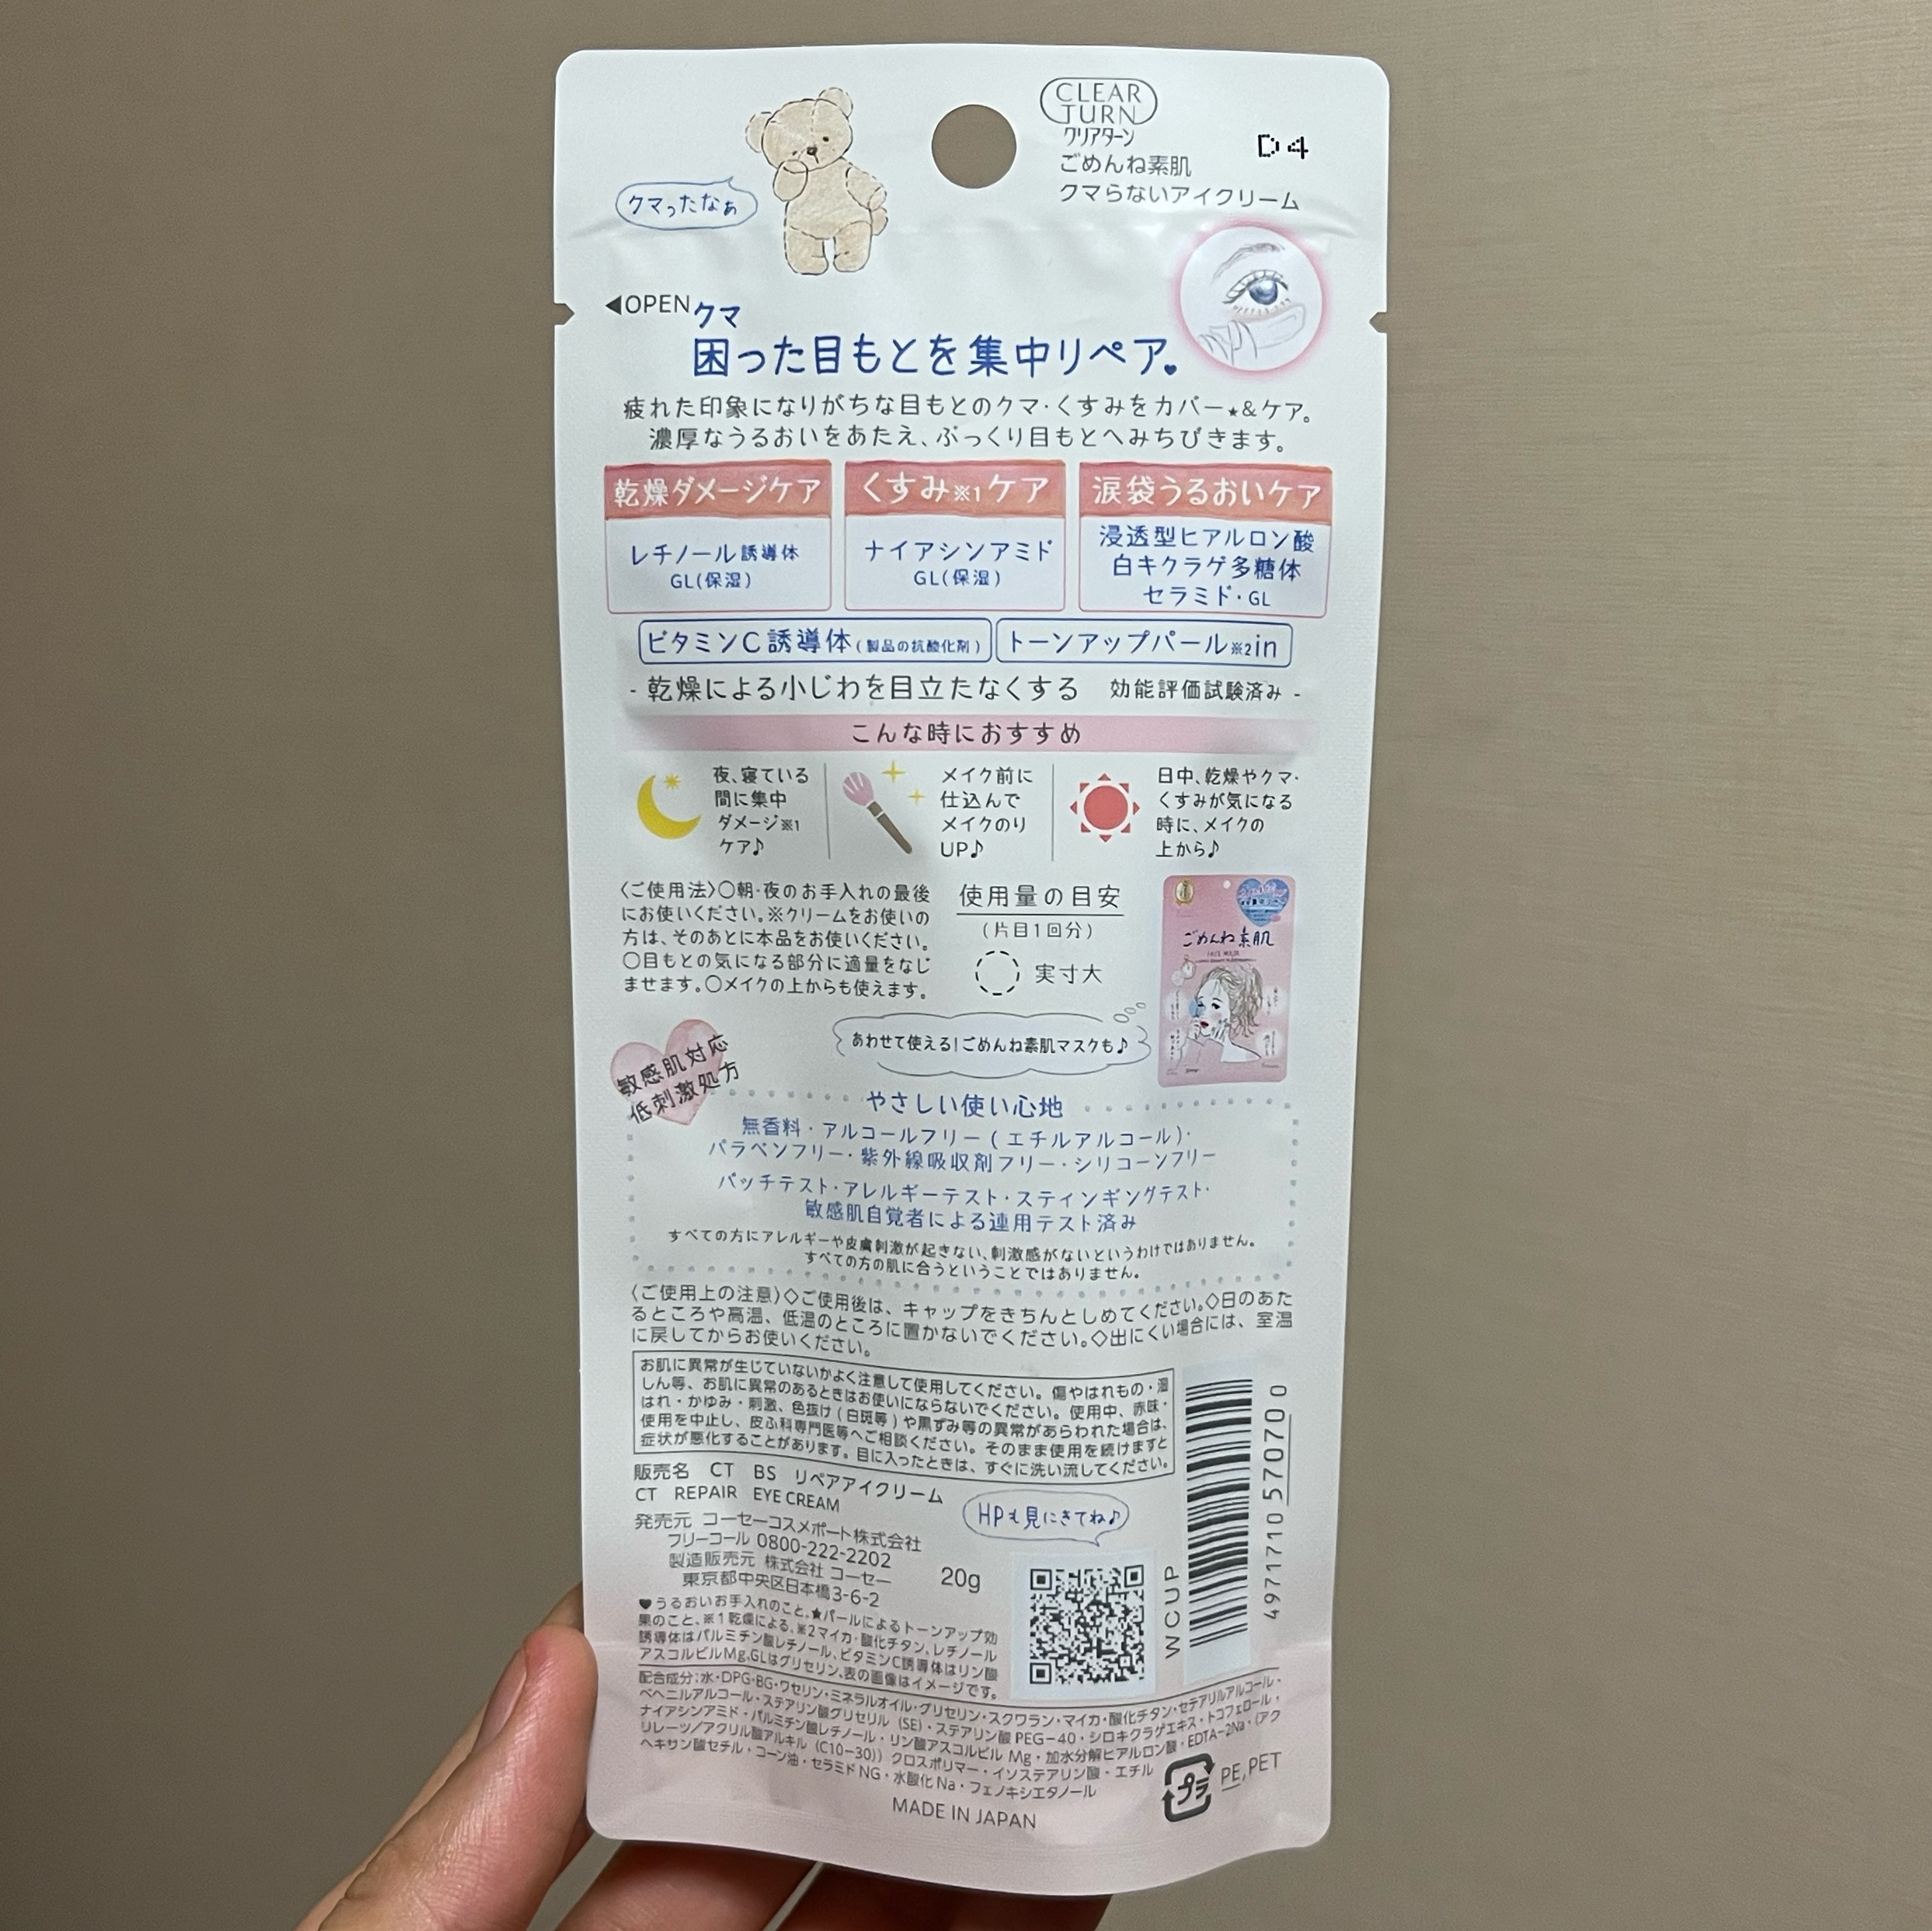 CLEAR
TURN
クリアターン
ごめんね素肌
クマらないアイクリーム
D4
クマったなぁ
◀OPEN
クマ
困った目もとを集中リペア♥
疲れた印象になりがちな目もとのクマ・くすみをカバー★&ケア。
濃厚なうるおいをあたえ、ぷっくり目もとへみちびきます。
乾燥ダメージケア
レチノール誘導体
GL(保湿)
くすみ※1ケア
ナイアシンアミド
GL(保湿)
涙袋うるおいケア
浸透型ヒアルロン酸
白キクラゲ多糖体
セラミド・GL
ビタミンC誘導体(製品の抗酸化剤)
トーンアップパール※2in
- 乾燥による小じわを目立たなくする 効能評価試験済み -
こんな時におすすめ
夜、寝ている
間に集中
ダメージ※1
ケア♪
メイク前に
仕込んで
メイクのり
UP♪
日中、乾燥やクマ・
くすみが気になる
時に、メイクの
上から♪
〈ご使用法〉〇朝・夜のお手入れの最後
にお使いください。※クリームをお使いの
方は、そのあとに本品をお使いください。
〇目もとの気になる部分に適量をなじ
ませます。〇メイクの上からも使えます。
使用量の目安
(片目1回分)
実寸大
ごめんね素肌
FACE MASK
あわせて使える!ごめんね素肌マスクも♪
敏感肌対応
低刺激処方
やさしい使い心地
無香料・アルコールフリー(エチルアルコール)・
パラベンフリー・紫外線吸収剤フリー・シリコーンフリー
パッチテスト・アレルギーテスト・スティンギングテスト・
敏感肌自覚者による連用テスト済み
すべての方にアレルギーや皮膚刺激が起きない、刺激感がないというわけではありません。
すべての方の肌に合うということではありません。
〈ご使用上の注意〉◇ご使用後は、キャップをきちんとしめてください。◇日のあた
るところや高温、低温のところに置かないでください。◇出にくい場合には、室温
に戻してからお使いください。
お肌に異常が生じていないかよく注意して使用してください。傷やはれもの・湿
しん等、お肌に異常のあるときはお使いにならないでください。使用中、赤味・
はれ・かゆみ・刺激、色抜け(白斑等)や黒ずみ等の異常があらわれた場合は、
使用を中止し、皮ふ科専門医等へご相談ください。そのまま使用を続けますと
症状が悪化することがあります。目に入ったときは、すぐに洗い流してください。
販売名 CT BS リペアアイクリーム
CT REPAIR EYE CREAM
発売元 コーセーコスメポート株式会社
フリーコール 0800-222-2202
製造販売元 株式会社 コーセー
東京都中央区日本橋3-6-2
20g
HPも見にきてね♪
WCUP
4971710 57070 0
♥うるおいお手入れのこと、★パールによるトーンアップ効
果のこと、※1乾燥による、※2マイカ・酸化チタン、レチノール
誘導体はパルミチン酸レチノール、ビタミンC誘導体はリン酸
アスコルビルMg、GLはグリセリン、表の画像はイメージです。
配合成分:水・DPG・BG・ワセリン・ミネラルオイル・グリセリン・スクワラン・マイカ・酸化チタン・セテアリルアルコール・
ベヘニルアルコール・ステアリン酸グリセリル(SE)・ステアリン酸PEG-40・シロキクラゲエキス・トコフェロール・
ナイアシンアミド・パルミチン酸レチノール・リン酸アスコルビルMg・加水分解ヒアルロン酸・EDTA-2Na・(アク
リレーツ/アクリル酸アルキル(C10-30))クロスポリマー・イソステアリン酸・エチル
ヘキサン酸セチル・コーン油・セラミドNG・水酸化Na・フェノキシエタノール
プラ
PE,PET
MADE IN JAPAN